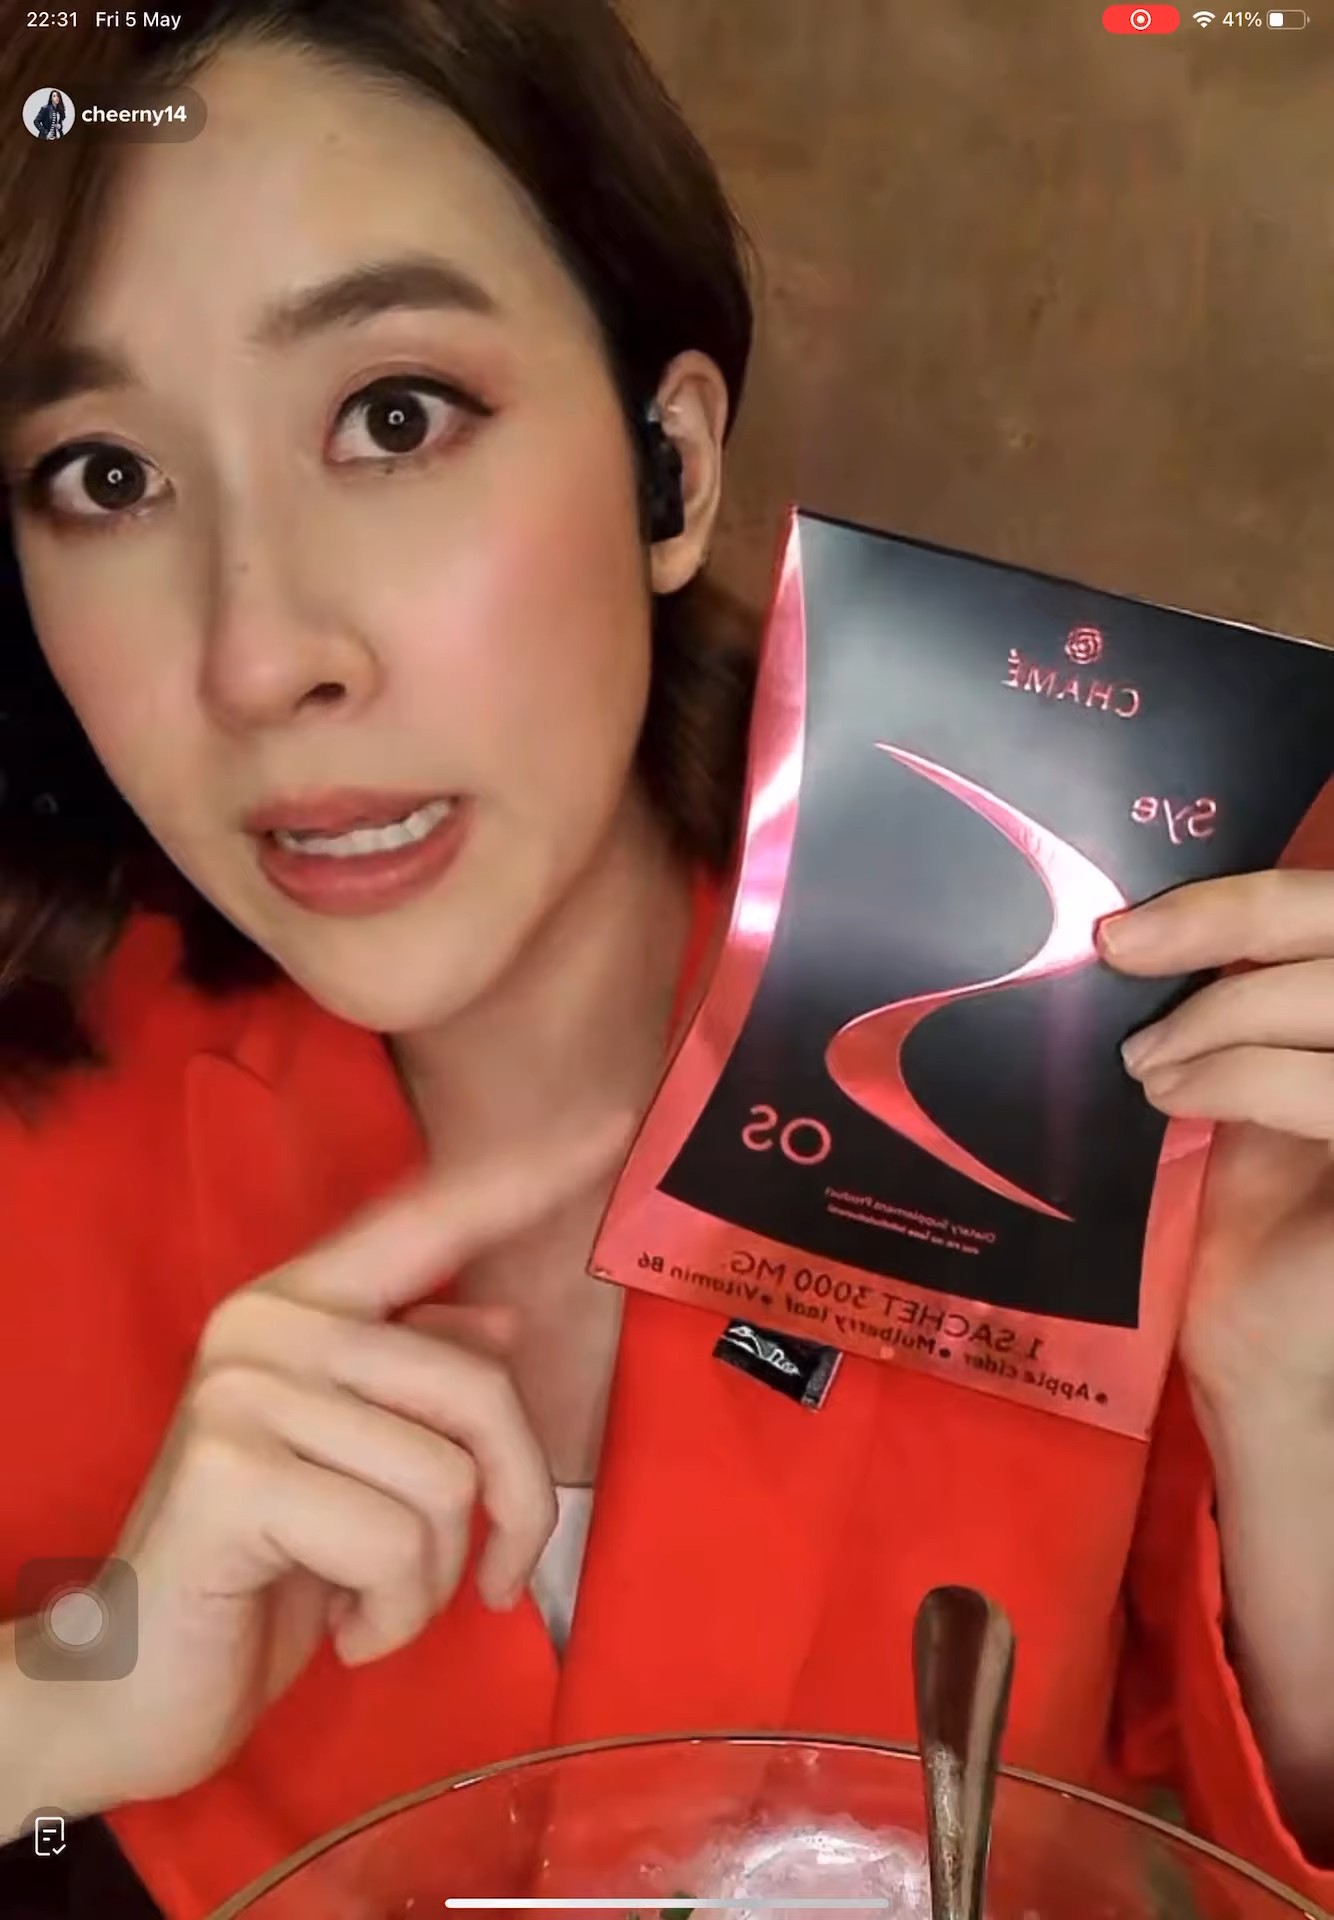 22:31 Fri 5 May
41%
cheerny14
CHAMÉ
Sye
S
OS
Dietary Supplement Product
1 SACHET 3000 MG.
•Apple cider •Mulberry leaf •Vitamin B6